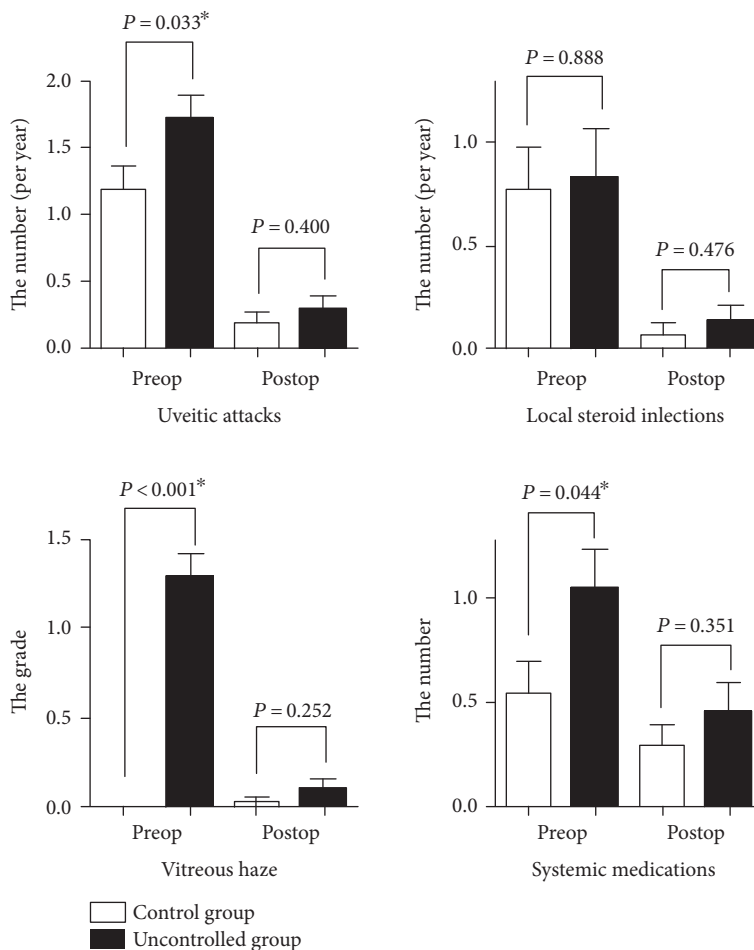 P = 0.033*
The number (per year)
2.0
1.5
1.0
0.5
0.0
P = 0.400
Preop Postop
Uveitic attacks
P = 0.888
The number (per year)
1.0
0.5
0.0
P = 0.476
Preop Postop
Local steroid inlections
P < 0.001*
The grade
1.5
1.0
0.5
0.0
P = 0.252
Preop Postop
Vitreous haze
P = 0.044*
The number
1.0
0.5
0.0
P = 0.351
Preop Postop
Systemic medications
Control group
Uncontrolled group